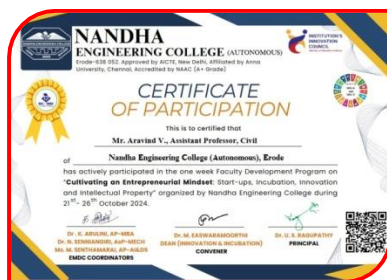 NANDHA
ENGINEERING COLLEGE (AUTONOMOUS)
Erode-638 052. Approved by AICTE, New Delhi, Affiliated by Anna
University, Chennai, Accredited by NAAC (A+ Grade)
INSTITUTION'S
INNOVATION
COUNCIL
CERTIFICATE
OF PARTICIPATION
This is to certified that
Mr. Aravind V., Assistant Professor, Civil
of Nandha Engineering College (Autonomous), Erode
has actively participated in the one week Faculty Development Program on
"Cultivating an Entrepreneurial Mindset: Start-ups, Incubation, Innovation
and Intellectual Property" organized by Nandha Engineering College during
21st - 26th October 2024.
Dr. K. ARULINI, AP-MBA
Dr. N. SENNIANGIRI, AsP-MECH
Ms. M. SENTHAMARAI, AP-AI&DS
EMDC COORDINATORS
Dr. M. EASWARAMOORTHI
DEAN (INNOVATION & INCUBATION)
CONVENER
Dr. U. S. RAGUPATHY
PRINCIPAL